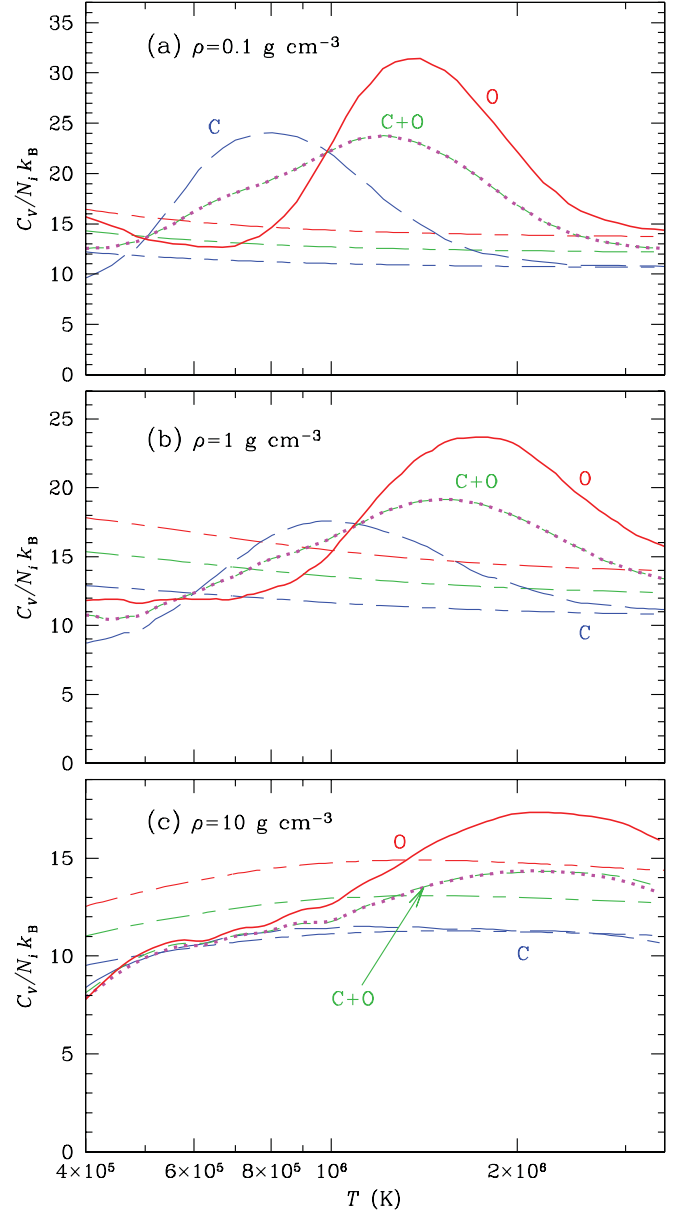 35
(a) ρ=0.1 g cm⁻³
30
O
25
C
C+O
20
15
10
5
0
C_V/N_i k_B
25
(b) ρ=1 g cm⁻³
C+O
O
20
15
10
C
5
0
C_V/N_i k_B
(c) ρ=10 g cm⁻³
O
15
10
C
C+O
5
0
C_V/N_i k_B
4×10⁵ 6×10⁵ 8×10⁵ 10⁶ 2×10⁶
T (K)